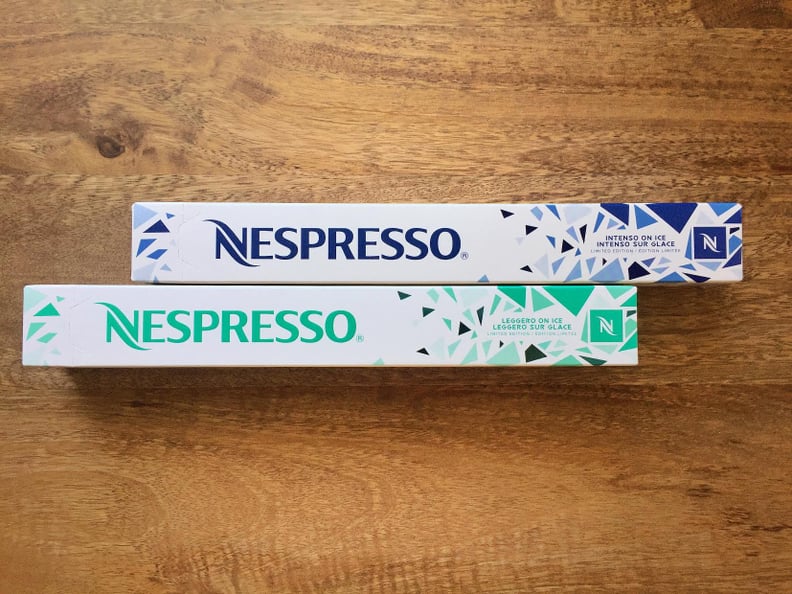 NESPRESSO®
INTENSO ON ICE
INTENSO SUR GLACE
LIMITED EDITION · ÉDITION LIMITÉE
N
NESPRESSO®
LEGGERO ON ICE
LEGGERO SUR GLACE
LIMITED EDITION · ÉDITION LIMITÉE
N